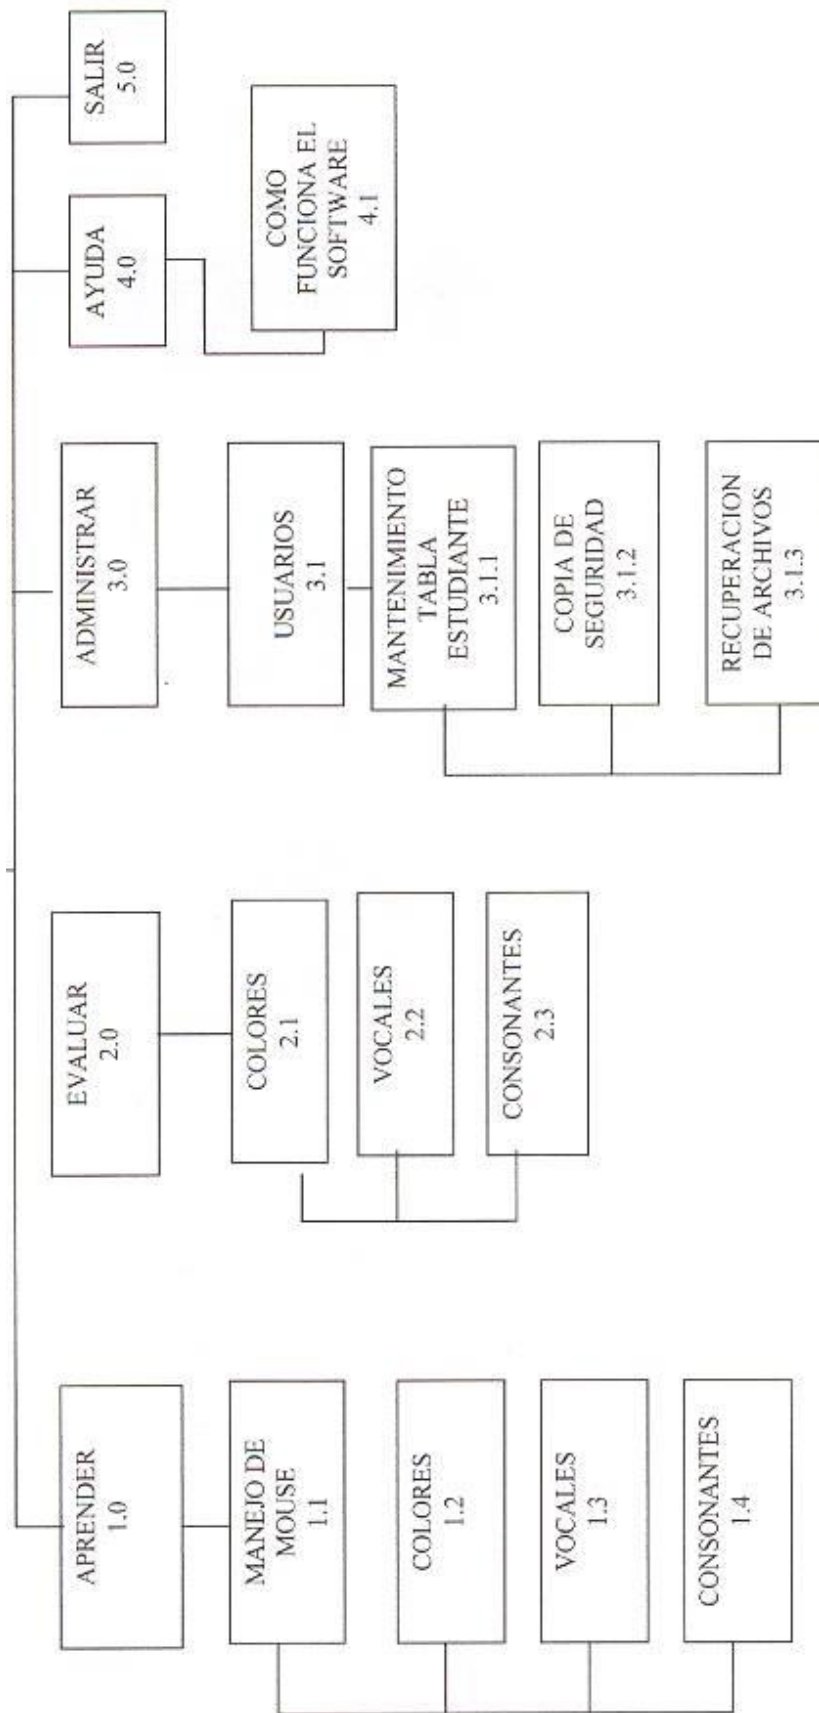 APRENDER
1.0
MANEJO DE
MOUSE
1.1
COLORES
1.2
VOCALES
1.3
CONSONANTES
1.4
EVALUAR
2.0
COLORES
2.1
VOCALES
2.2
CONSONANTES
2.3
ADMINISTRAR
3.0
USUARIOS
3.1
MANTENIMIENTO
TABLA
ESTUDIANTE
3.1.1
COPIA DE
SEGURIDAD
3.1.2
RECUPERACION
DE ARCHIVOS
3.1.3
AYUDA
4.0
COMO
FUNCIONA EL
SOFTWARE
4.1
SALIR
5.0